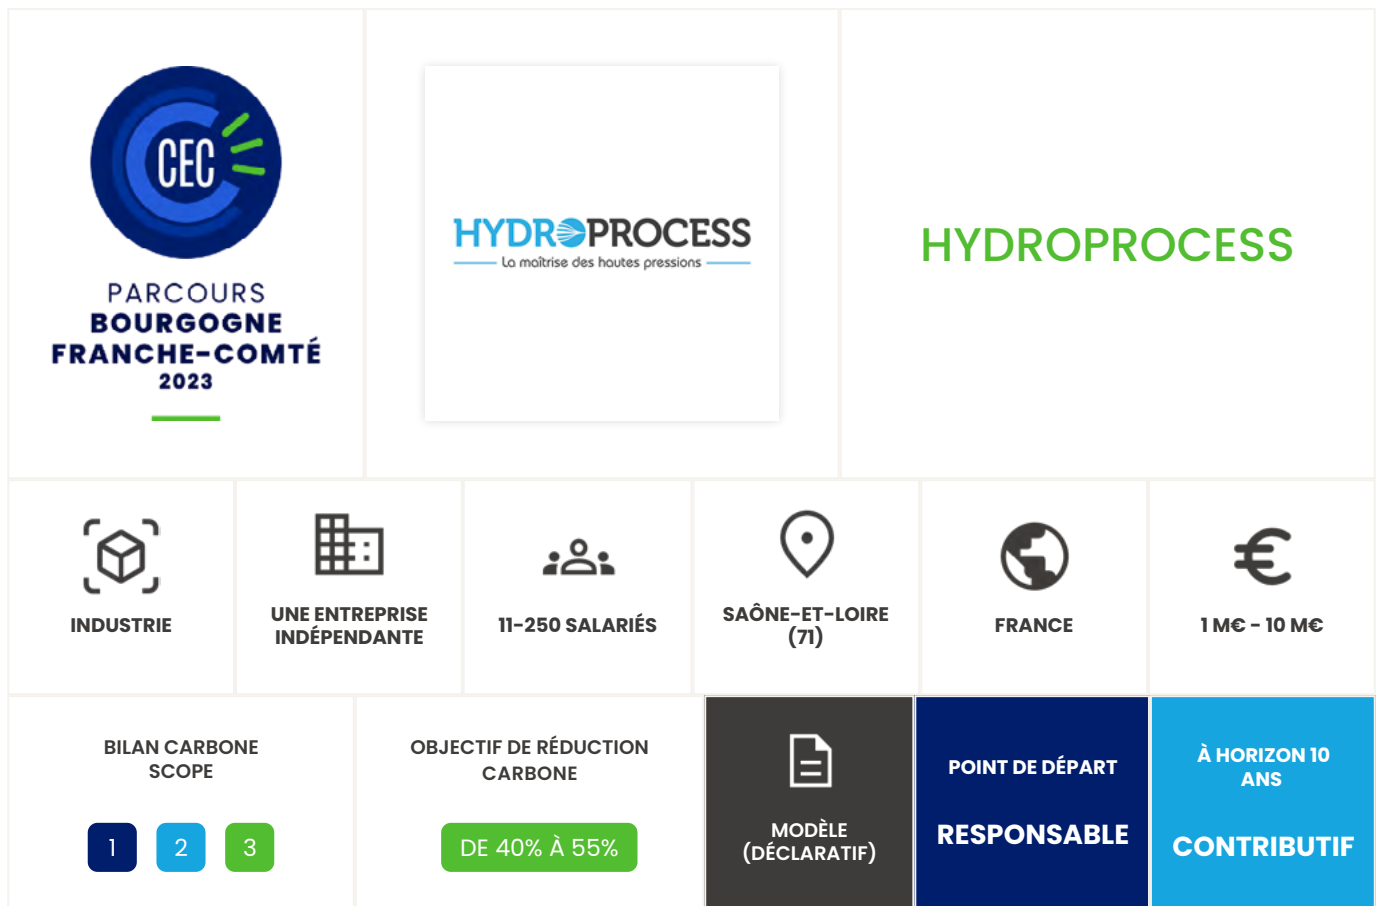 CEC
PARCOURS
BOURGOGNE
FRANCHE-COMTÉ
2023
HYDROPROCESS
La maîtrise des hautes pressions
HYDROPROCESS
INDUSTRIE
UNE ENTREPRISE
INDÉPENDANTE
11-250 SALARIÉS
SAÔNE-ET-LOIRE
(71)
FRANCE
1 M€ - 10 M€
BILAN CARBONE
SCOPE
1 2 3
OBJECTIF DE RÉDUCTION
CARBONE
DE 40% À 55%
MODÈLE
(DÉCLARATIF)
POINT DE DÉPART
RESPONSABLE
À HORIZON 10
ANS
CONTRIBUTIF